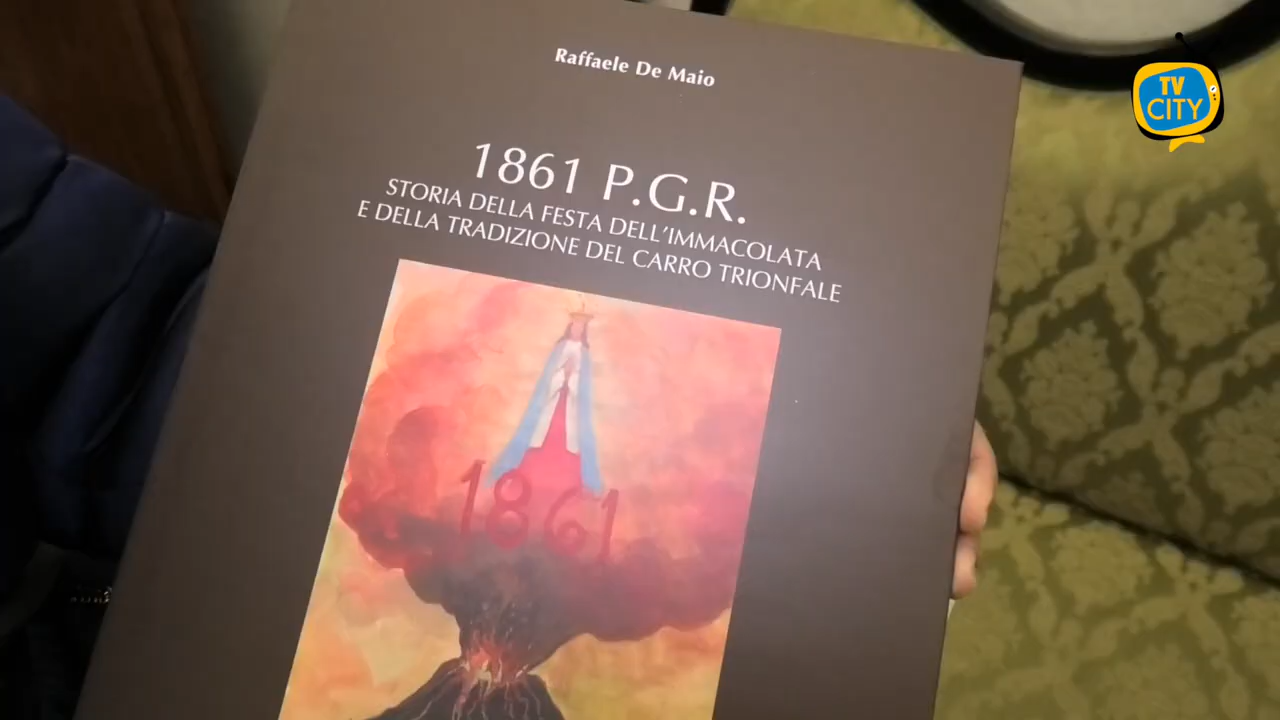 Raffaele De Maio
TV
CITY
1861 P.G.R.
STORIA DELLA FESTA DELL'IMMACOLATA
E DELLA TRADIZIONE DEL CARRO TRIONFALE
1861